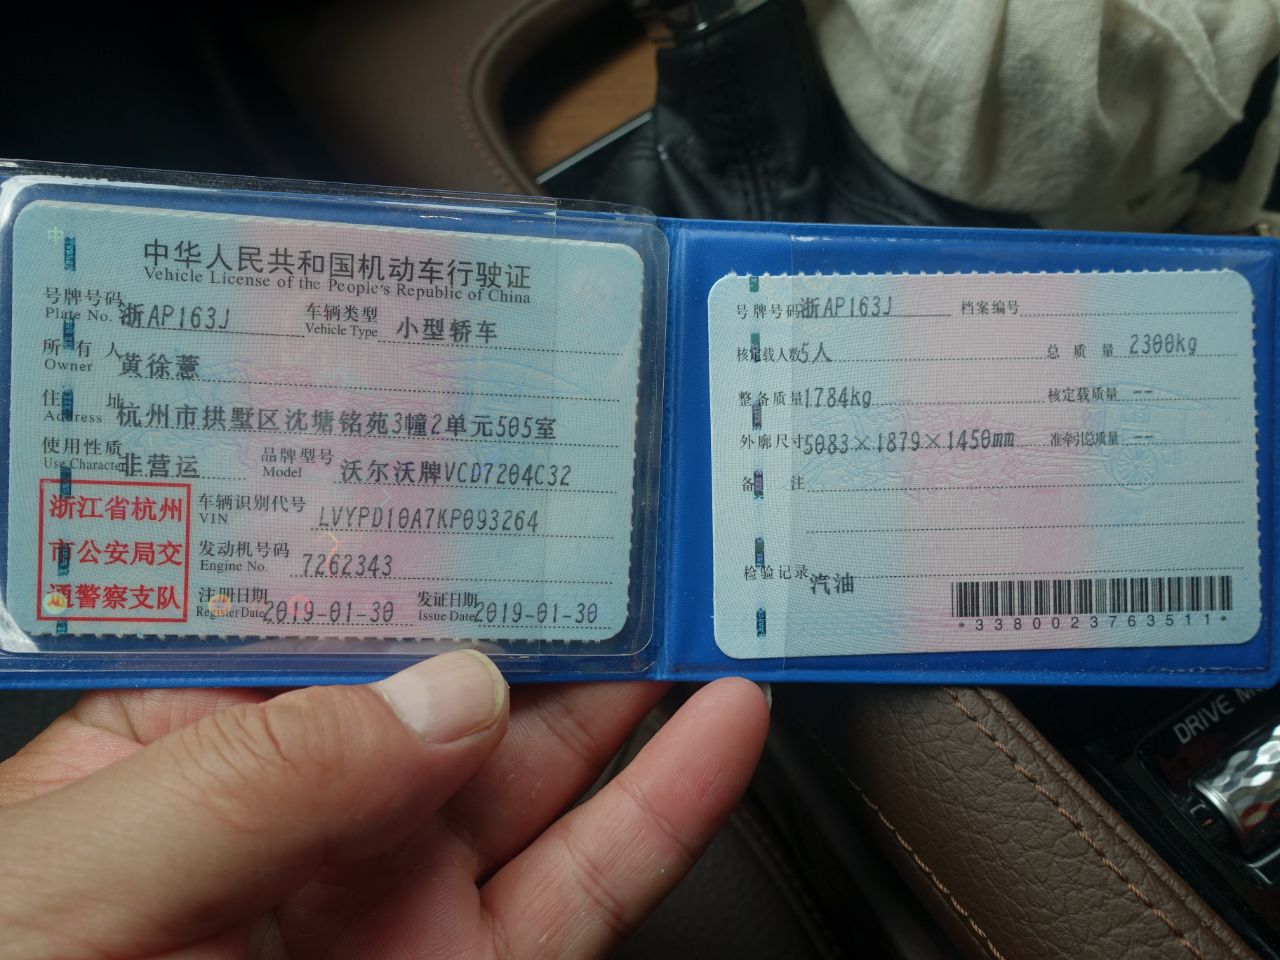 中华人民共和国机动车行驶证
Vehicle License of the People's Republic of China
号牌号码 浙AP163J 车辆类型 小型轿车
Plate No. Vehicle Type
所有人 黄徐薏
Owner
住址 杭州市拱墅区沈塘铭苑3幢2单元505室
Address
使用性质 非营运 品牌型号 沃尔沃牌VCD7204C32
Use Character Model
浙江省杭州
市公安局交
通警察支队
车辆识别代号 LVYPD10A7KP093264
VIN
发动机号码 7262343
Engine No.
注册日期 2019-01-30 发证日期 2019-01-30
Register Date Issue Date
号牌号码 浙AP163J 档案编号
核定载人数 5人 总质量 2300kg
整备质量 1784kg 核定载质量 --
外廓尺寸 5083×1879×1450mm 准牵引总质量 --
备注
检验记录 汽油
*3380023763511*
DRIVE M